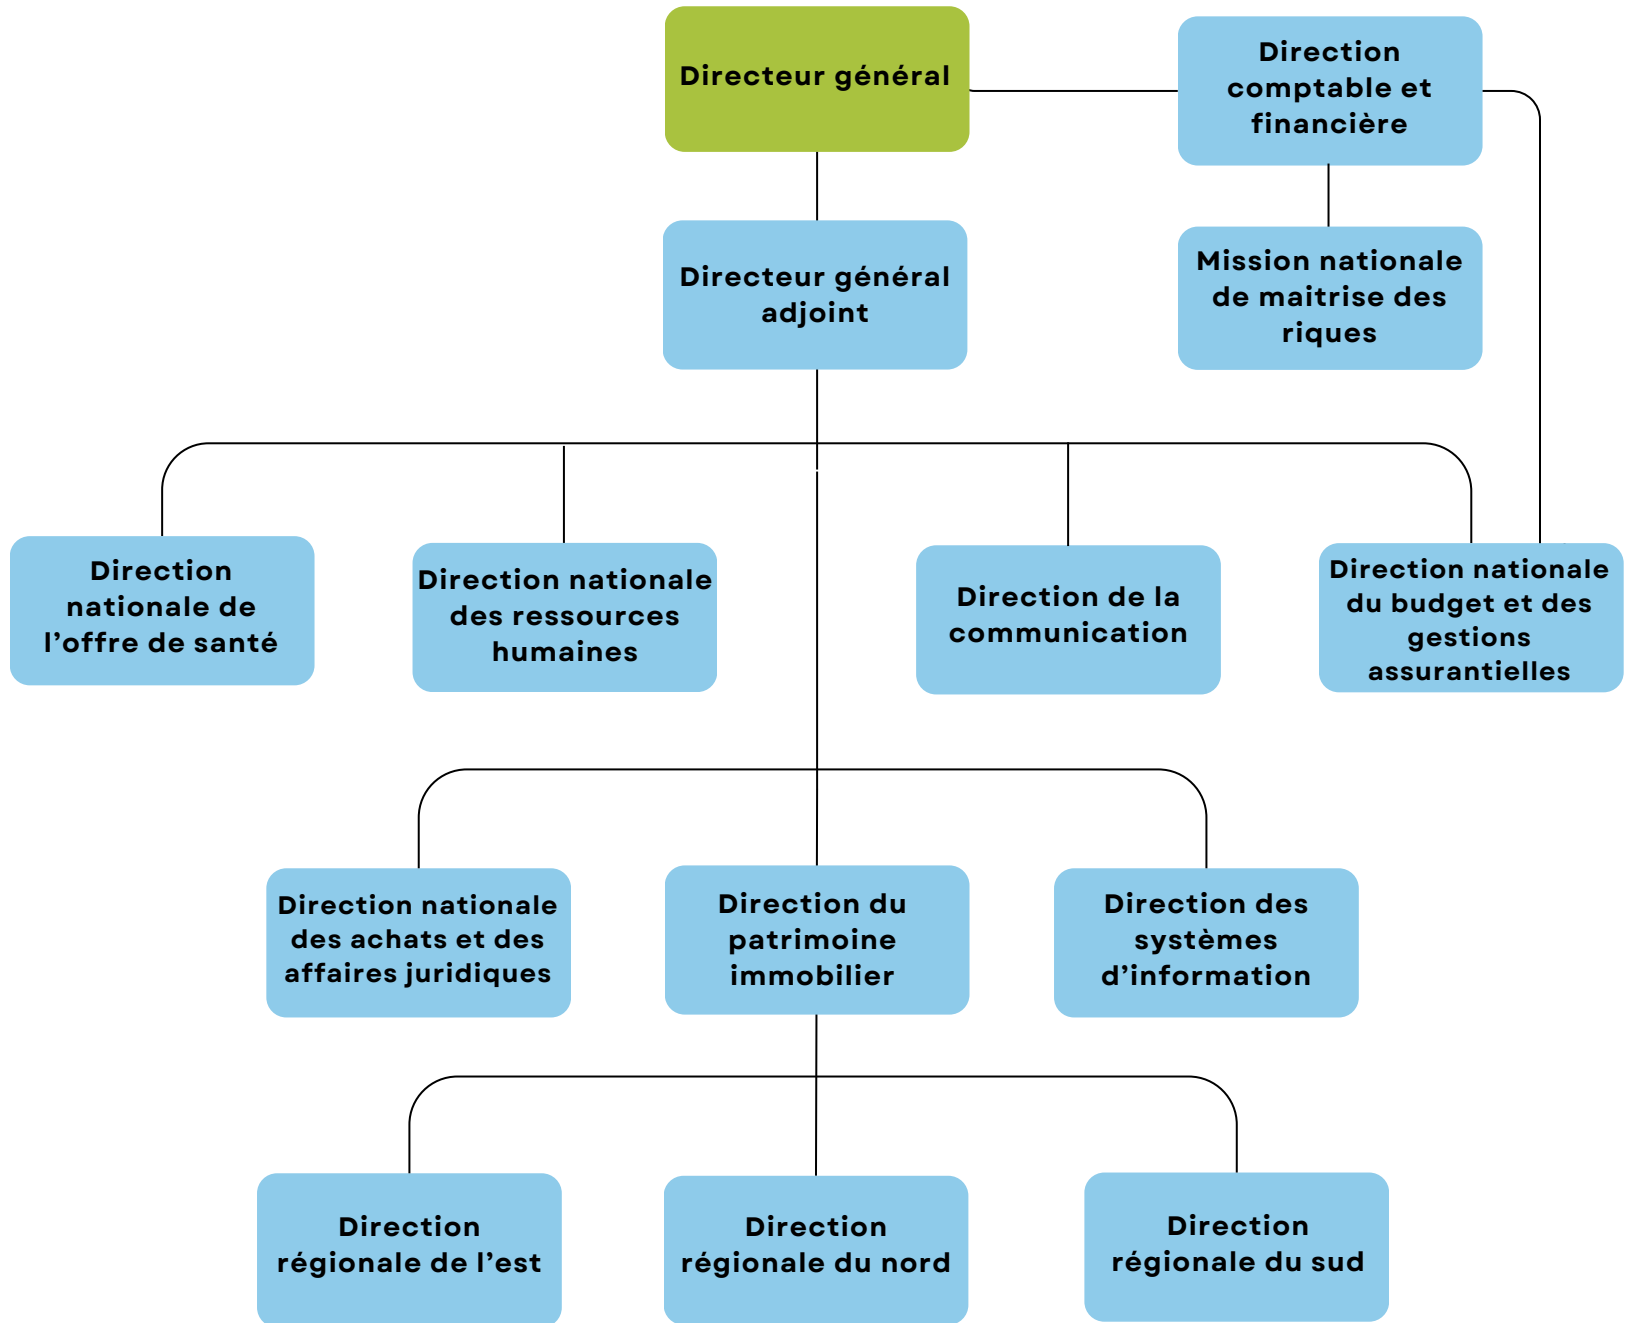 Directeur général
Direction
comptable et
financière
Directeur général
adjoint
Mission nationale
de maitrise des
riques
Direction
nationale de
l’offre de santé
Direction nationale
des ressources
humaines
Direction de la
communication
Direction nationale
du budget et des
gestions
assurantielles
Direction nationale
des achats et des
affaires juridiques
Direction du
patrimoine
immobilier
Direction des
systèmes
d’information
Direction
régionale de l’est
Direction
régionale du nord
Direction
régionale du sud